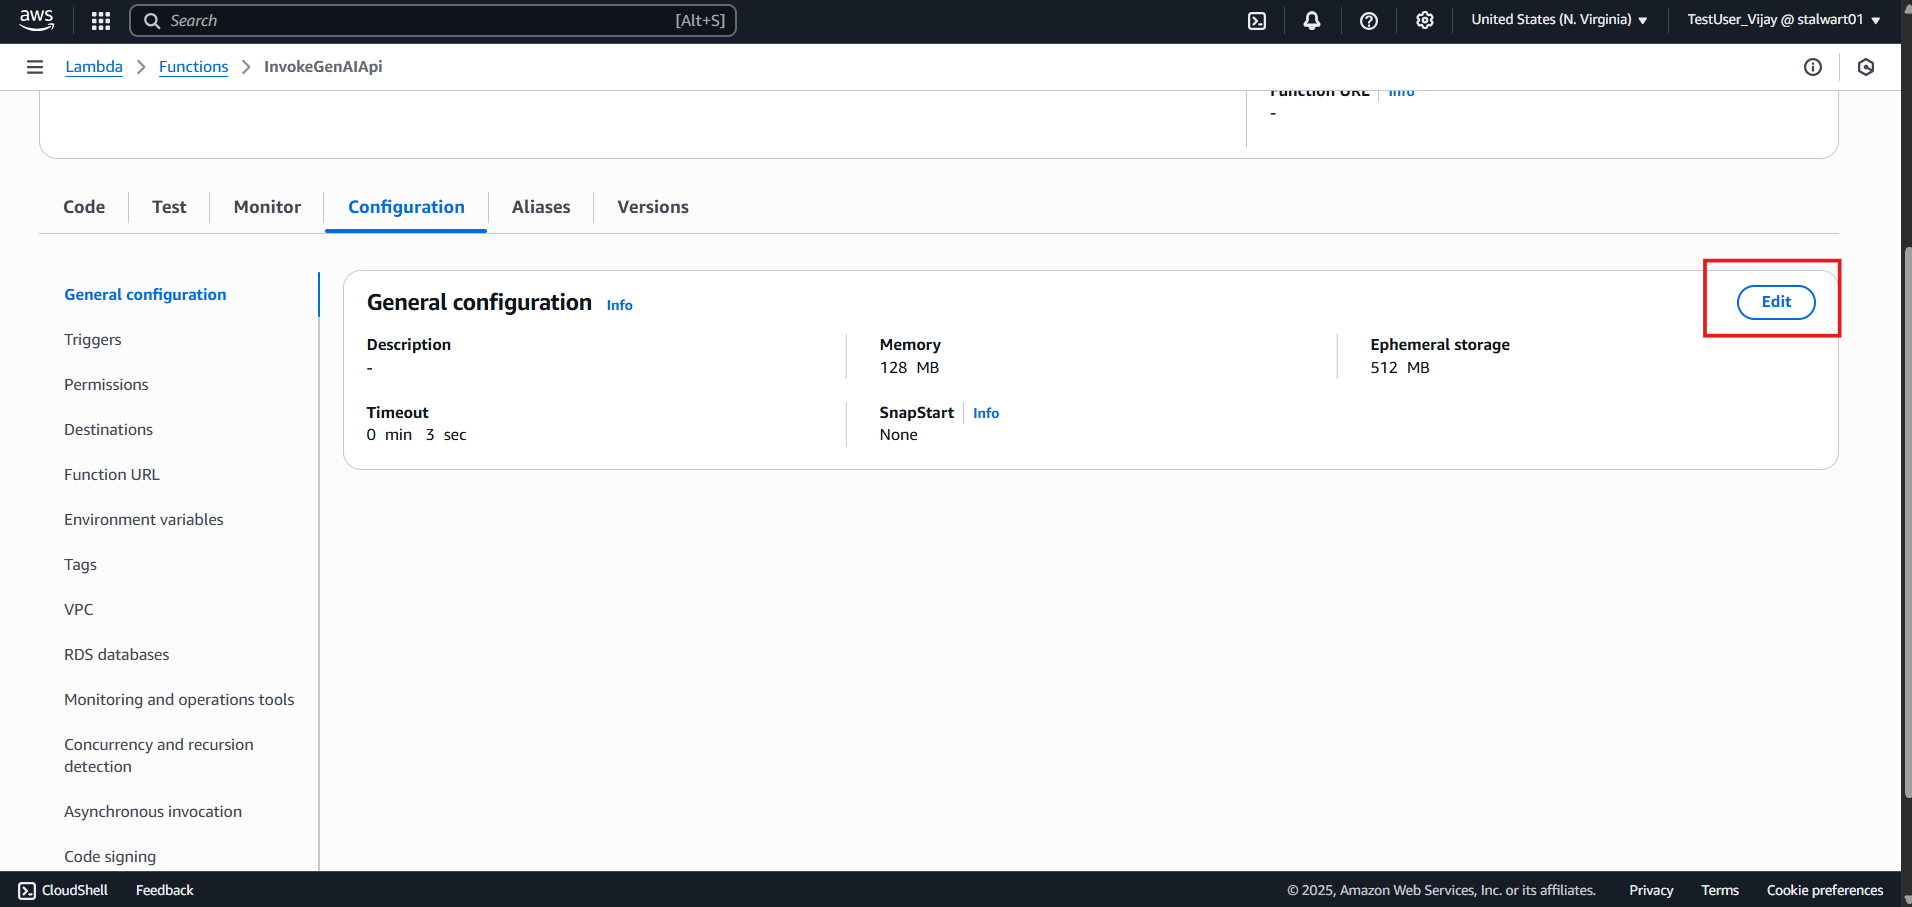 aws Search [Alt+S] United States (N. Virginia) ▼ TestUser_Vijay @ stalwart01 ▼
Lambda > Functions > InvokeGenAIApi
Function URL | Info
-
Code Test Monitor Configuration Aliases Versions
General configuration
Triggers
Permissions
Destinations
Function URL
Environment variables
Tags
VPC
RDS databases
Monitoring and operations tools
Concurrency and recursion
detection
Asynchronous invocation
Code signing
General configuration Info Edit
Description
-
Memory
128 MB
Ephemeral storage
512 MB
Timeout
0 min 3 sec
SnapStart | Info
None
CloudShell Feedback © 2025, Amazon Web Services, Inc. or its affiliates. Privacy Terms Cookie preferences